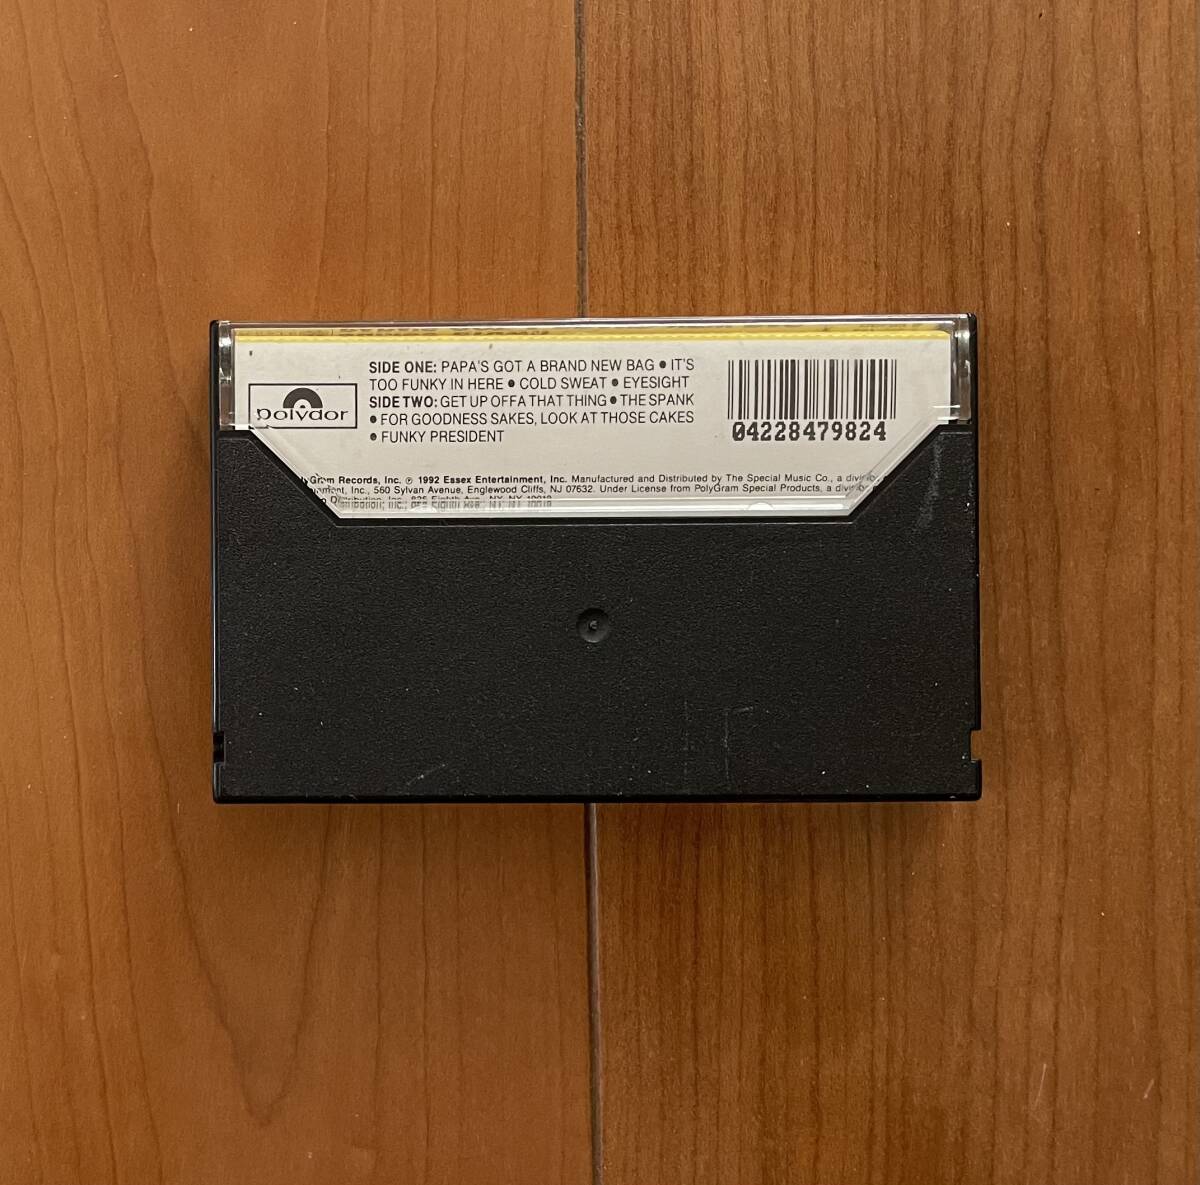 SIDE ONE: PAPA'S GOT A BRAND NEW BAG • IT'S
TOO FUNKY IN HERE • COLD SWEAT • EYESIGHT
SIDE TWO: GET UP OFFA THAT THING • THE SPANK
• FOR GOODNESS SAKES, LOOK AT THOSE CAKES
• FUNKY PRESIDENT
polydor
04228479824
Records, Inc. ℗ 1992 Essex Entertainment, Inc. Manufactured and Distributed by The Special Music Co., a
Inc., 560 Sylvan Avenue, Englewood Cliffs, NJ 07632. Under License from PolyGram Special Products, a